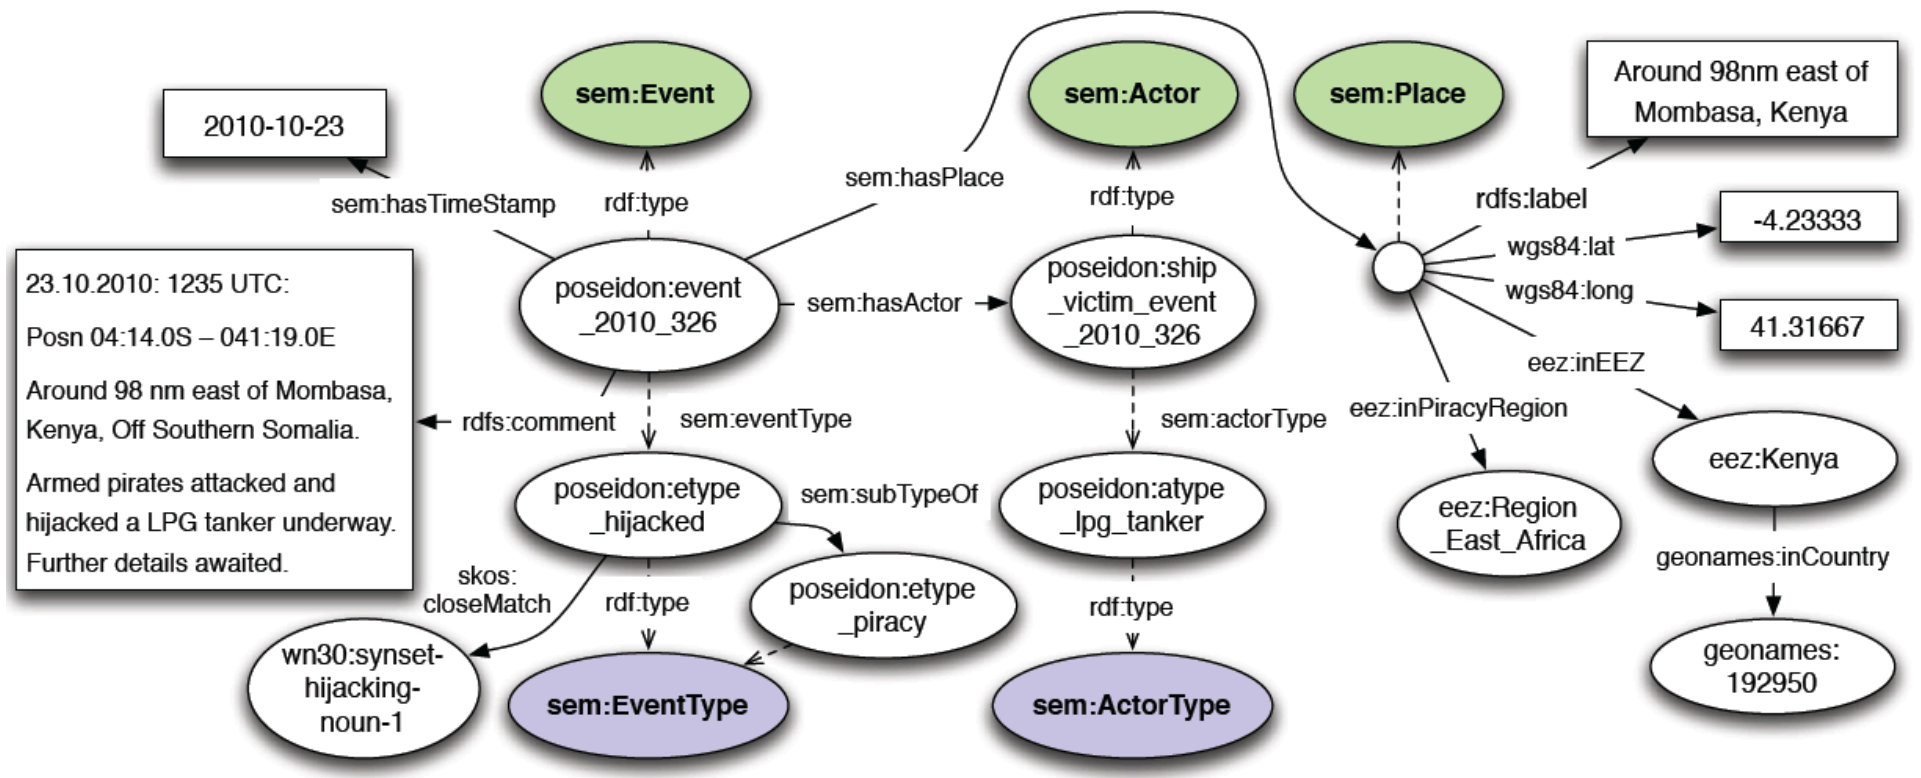 sem:Event
sem:Actor
sem:Place
Around 98nm east of
Mombasa, Kenya
2010-10-23
sem:hasTimeStamp
rdf:type
sem:hasPlace
rdf:type
rdfs:label
-4.23333
wgs84:lat
wgs84:long
41.31667
23.10.2010: 1235 UTC:
Posn 04:14.0S – 041:19.0E
Around 98 nm east of Mombasa,
Kenya, Off Southern Somalia.
Armed pirates attacked and
hijacked a LPG tanker underway.
Further details awaited.
poseidon:event
_2010_326
sem:hasActor
poseidon:ship
_victim_event
_2010_326
eez:inEEZ
eez:inPiracyRegion
rdfs:comment
sem:eventType
sem:actorType
eez:Kenya
poseidon:etype
_hijacked
sem:subTypeOf
poseidon:atype
_lpg_tanker
eez:Region
_East_Africa
geonames:inCountry
skos:
closeMatch
rdf:type
poseidon:etype
_piracy
rdf:type
wn30:synset-
hijacking-
noun-1
sem:EventType
sem:ActorType
geonames:
192950